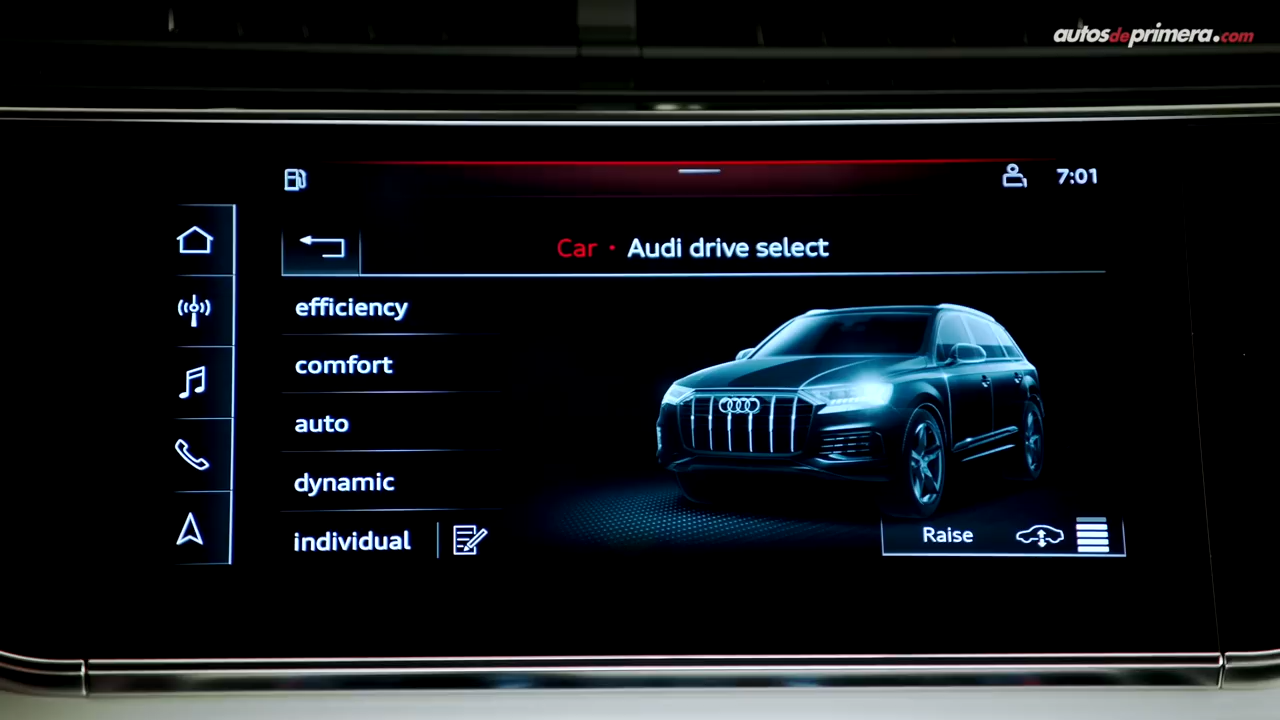 autosdeprimera.com
7:01
Car · Audi drive select
efficiency
comfort
auto
dynamic
individual
Raise